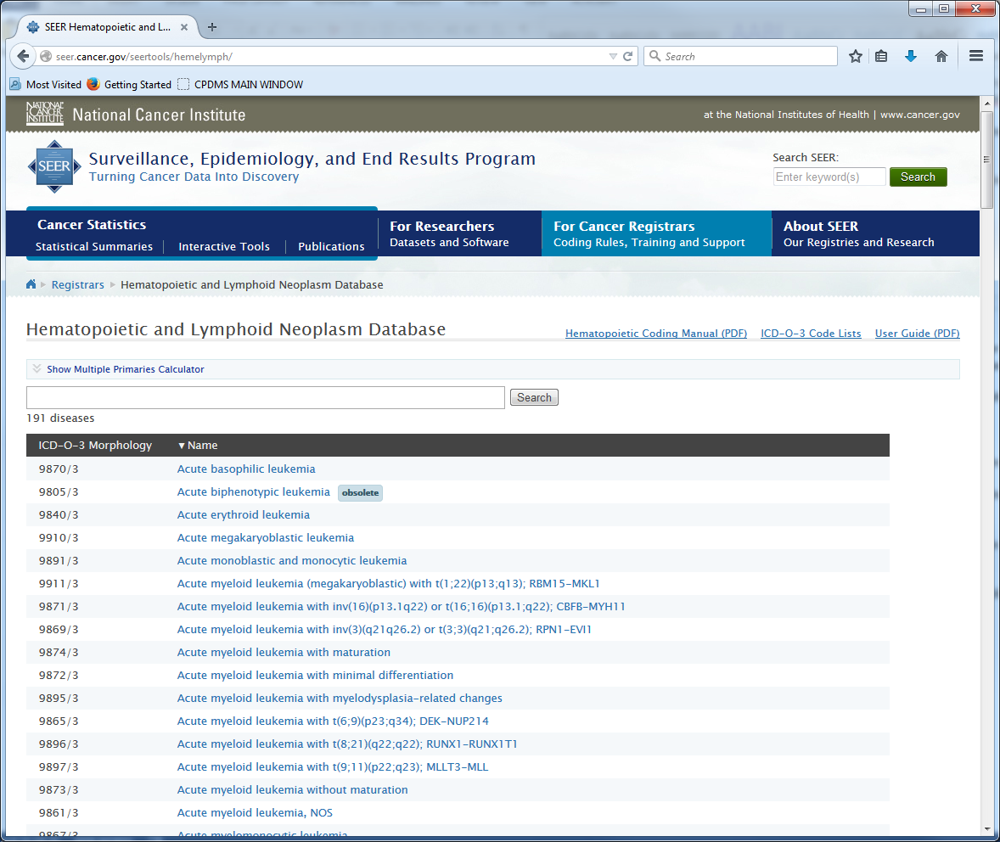 SEER Hematopoietic and L...
seer.cancer.gov/seertools/hemelymph/
Search
Most Visited
Getting Started
CPDMS MAIN WINDOW
NATIONAL CANCER INSTITUTE
National Cancer Institute
at the National Institutes of Health | www.cancer.gov
SEER
Surveillance, Epidemiology, and End Results Program
Turning Cancer Data Into Discovery
Search SEER:
Enter keyword(s)
Search
Cancer Statistics
Statistical Summaries
Interactive Tools
Publications
For Researchers
Datasets and Software
For Cancer Registrars
Coding Rules, Training and Support
About SEER
Our Registries and Research
Registrars
Hematopoietic and Lymphoid Neoplasm Database
Hematopoietic and Lymphoid Neoplasm Database
Hematopoietic Coding Manual (PDF)
ICD-O-3 Code Lists
User Guide (PDF)
Show Multiple Primaries Calculator
Search
191 diseases
ICD-O-3 Morphology ▼ Name
9870/3 Acute basophilic leukemia
9805/3 Acute biphenotypic leukemia obsolete
9840/3 Acute erythroid leukemia
9910/3 Acute megakaryoblastic leukemia
9891/3 Acute monoblastic and monocytic leukemia
9911/3 Acute myeloid leukemia (megakaryoblastic) with t(1;22)(p13;q13); RBM15-MKL1
9871/3 Acute myeloid leukemia with inv(16)(p13.1q22) or t(16;16)(p13.1;q22); CBFB-MYH11
9869/3 Acute myeloid leukemia with inv(3)(q21q26.2) or t(3;3)(q21;q26.2); RPN1-EVI1
9874/3 Acute myeloid leukemia with maturation
9872/3 Acute myeloid leukemia with minimal differentiation
9895/3 Acute myeloid leukemia with myelodysplasia-related changes
9865/3 Acute myeloid leukemia with t(6;9)(p23;q34); DEK-NUP214
9896/3 Acute myeloid leukemia with t(8;21)(q22;q22); RUNX1-RUNX1T1
9897/3 Acute myeloid leukemia with t(9;11)(p22;q23); MLLT3-MLL
9873/3 Acute myeloid leukemia without maturation
9861/3 Acute myeloid leukemia, NOS
9867/3 Acute myelomonocytic leukemia